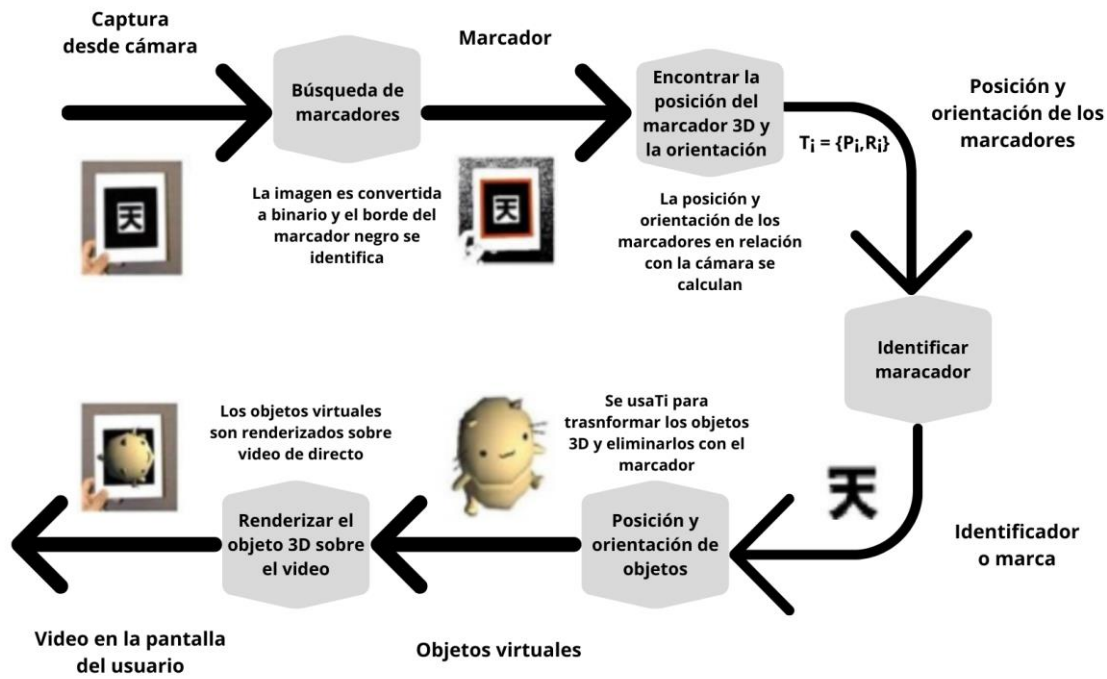 Captura
desde cámara
Búsqueda de
marcadores
La imagen es convertida
a binario y el borde del
marcador negro se
identifica
天
Marcador
天
Encontrar la
posición del
marcador 3D y
la orientación
La posición y
orientación de los
marcadores en relación
con la cámara se
calculan
Ti = {Pi,Ri}
Posición y
orientación de los
marcadores
Identificar
maracador
天
Identificador
o marca
Posición y
orientación de
objetos
Se usaTi para
trasnformar los objetos
3D y eliminarlos con el
marcador
Objetos virtuales
Renderizar el
objeto 3D sobre
el video
Los objetos virtuales
son renderizados sobre
video de directo
Video en la pantalla
del usuario